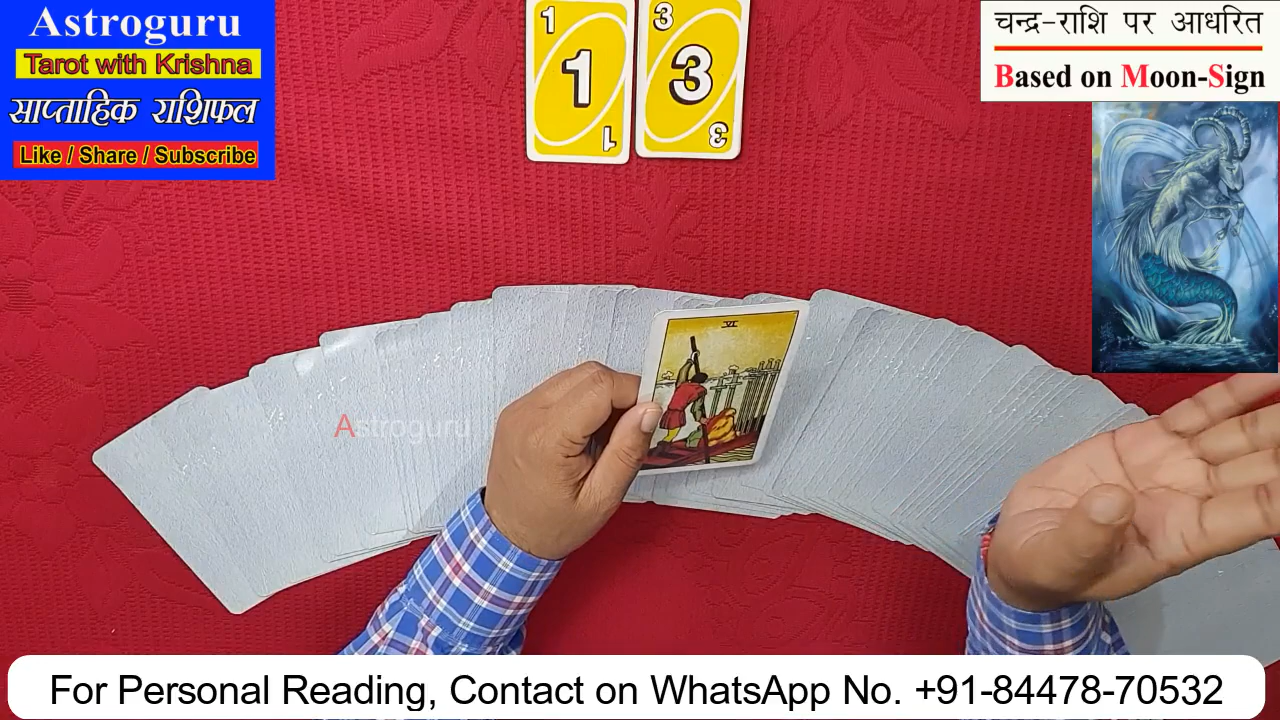 Astroguru
Tarot with Krishna
साप्ताहिक राशिफल
Like / Share / Subscribe
1
1
1
3
3
3
चन्द्र-राशि पर आधरित
Based on Moon-Sign
VI
Astroguru
For Personal Reading, Contact on WhatsApp No. +91-84478-70532